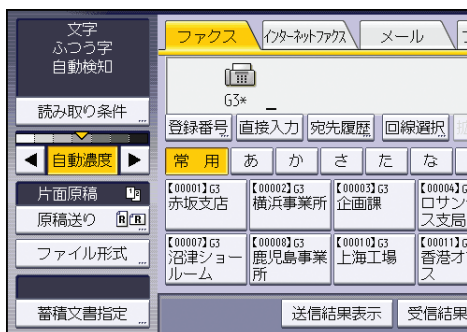 文字
ふつう字
自動検知
読み取り条件
自動濃度
片面原稿
原稿送り
ファイル形式
蓄積文書指定
ファクス
インターネットファクス
メール
G3*
登録番号
直接入力
宛先履歴
回線選択
常用
あ
か
さ
た
な
【00001】G3
赤坂支店
【00002】G3
横浜事業所
【00003】G3
企画課
【00004】G3
ロサン
ス支局
【00007】G3
沼津ショー
ルーム
【00008】G3
鹿児島事業
所
【00010】G3
上海工場
【00011】G3
香港オ
ス
送信結果表示
受信結果